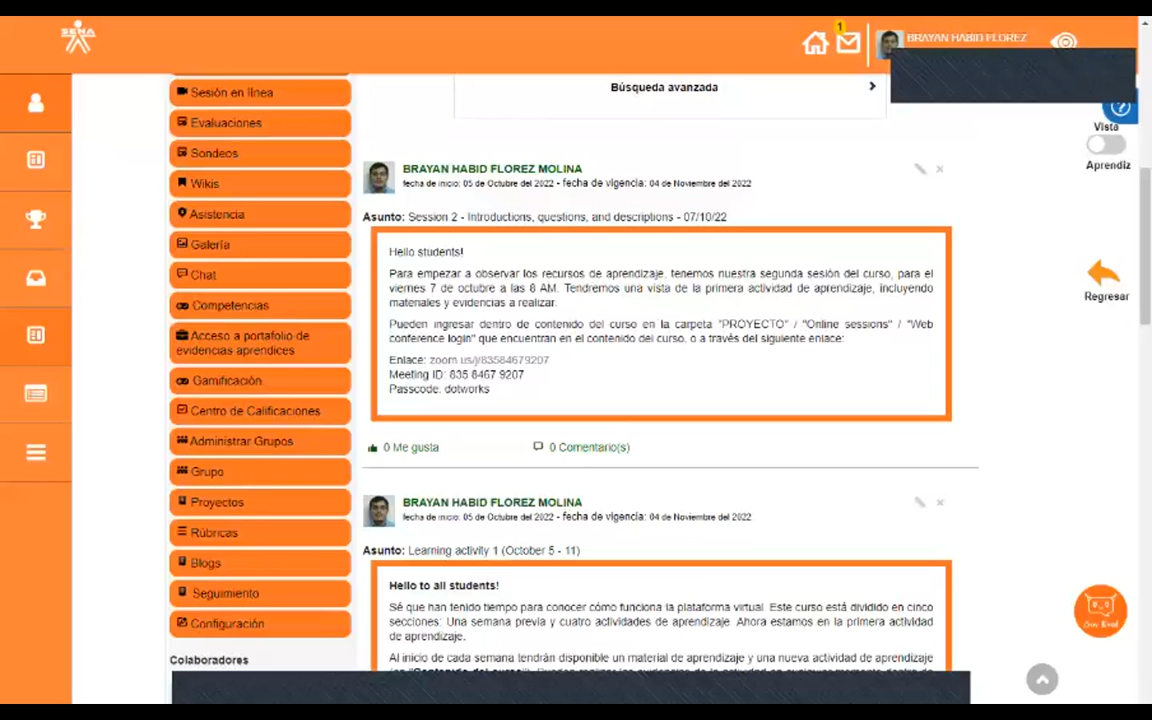 SENA
1
BRAYAN HABID FLOREZ
Sesión en línea
Evaluaciones
Sondeos
Wikis
Asistencia
Galería
Chat
Competencias
Acceso a portafolio de
evidencias aprendices
Gamificación
Centro de Calificaciones
Administrar Grupos
Grupo
Proyectos
Rúbricas
Blogs
Seguimiento
Configuración
Colaboradores
Búsqueda avanzada
BRAYAN HABID FLOREZ MOLINA
fecha de inicio: 05 de Octubre del 2022 - fecha de vigencia: 04 de Noviembre del 2022
Asunto: Session 2 - Introductions, questions, and descriptions - 07/10/22
Hello students!
Para empezar a observar los recursos de aprendizaje, tenemos nuestra segunda sesión del curso, para el
viernes 7 de octubre a las 8 AM. Tendremos una vista de la primera actividad de aprendizaje, incluyendo
materiales y evidencias a realizar.
Pueden ingresar dentro de contenido del curso en la carpeta "PROYECTO" / "Online sessions" / "Web
conference login" que encuentran en el contenido del curso, o a través del siguiente enlace:
Enlace: zoom.us/j/83584679207
Meeting ID: 835 8467 9207
Passcode: dotworks
0 Me gusta
0 Comentario(s)
BRAYAN HABID FLOREZ MOLINA
fecha de inicio: 05 de Octubre del 2022 - fecha de vigencia: 04 de Noviembre del 2022
Asunto: Learning activity 1 (October 5 - 11)
Hello to all students!
Sé que han tenido tiempo para conocer cómo funciona la plataforma virtual. Este curso está dividido en cinco
secciones: Una semana previa y cuatro actividades de aprendizaje. Ahora estamos en la primera actividad
de aprendizaje.
Al inicio de cada semana tendrán disponible un material de aprendizaje y una nueva actividad de aprendizaje
Vista
Aprendiz
Regresar